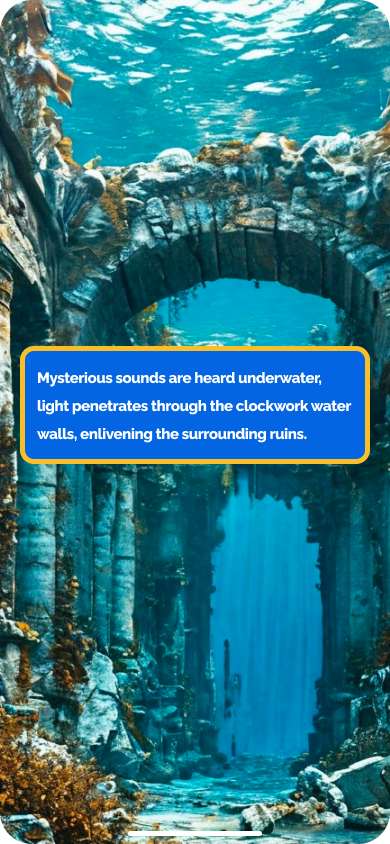 Mysterious sounds are heard underwater,
light penetrates through the clockwork water
walls, enlivening the surrounding ruins.